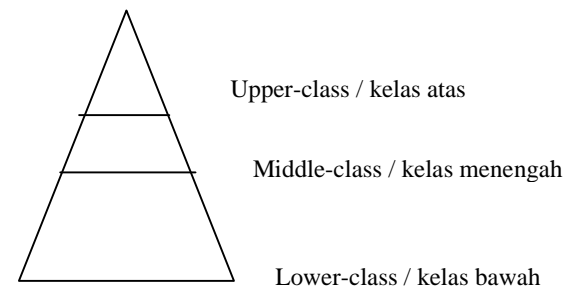 Upper-class / kelas atas
Middle-class / kelas menengah
Lower-class / kelas bawah